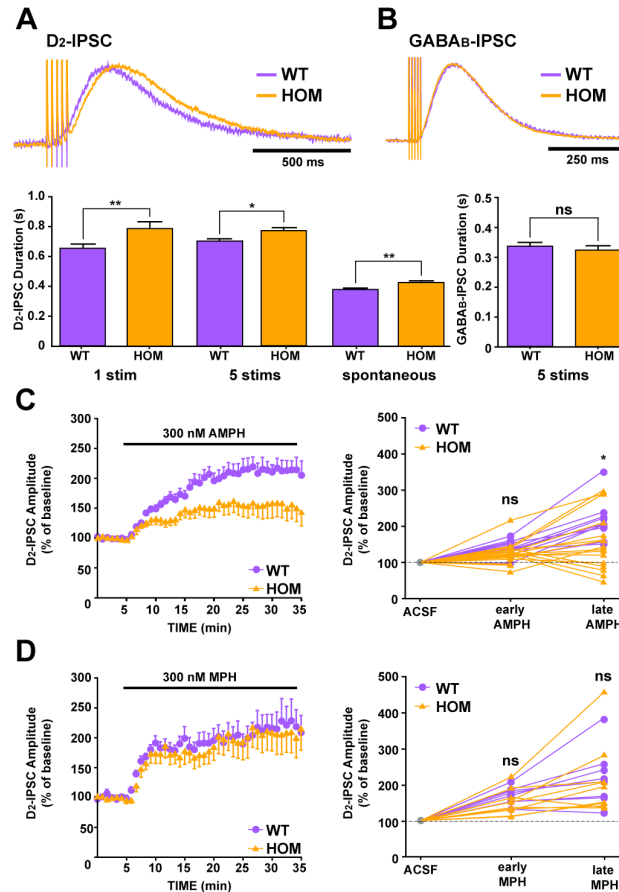 A
D2-IPSC
WT
HOM
500 ms
B
GABAB-IPSC
WT
HOM
250 ms
D2-IPSC Duration (s)
1.0
0.8
0.6
0.4
0.2
0
**
*
**
WT HOM WT HOM WT HOM
1 stim 5 stims spontaneous
GABAB-IPSC Duration (s)
0.5
0.4
0.3
0.2
0.1
0
ns
WT HOM
5 stims
C
D2-IPSC Amplitude
(% of baseline)
300
250
200
150
100
50
0
300 nM AMPH
WT
HOM
0 5 10 15 20 25 30 35
TIME (min)
D2-IPSC Amplitude
(% of baseline)
500
400
300
200
100
0
WT
HOM
ns
*
ACSF
early
AMPH
late
AMPH
D
D2-IPSC Amplitude
(% of baseline)
300
250
200
150
100
50
0
300 nM MPH
WT
HOM
0 5 10 15 20 25 30 35
TIME (min)
D2-IPSC Amplitude
(% of baseline)
500
400
300
200
100
0
WT
HOM
ns
ns
ACSF
early
MPH
late
MPH